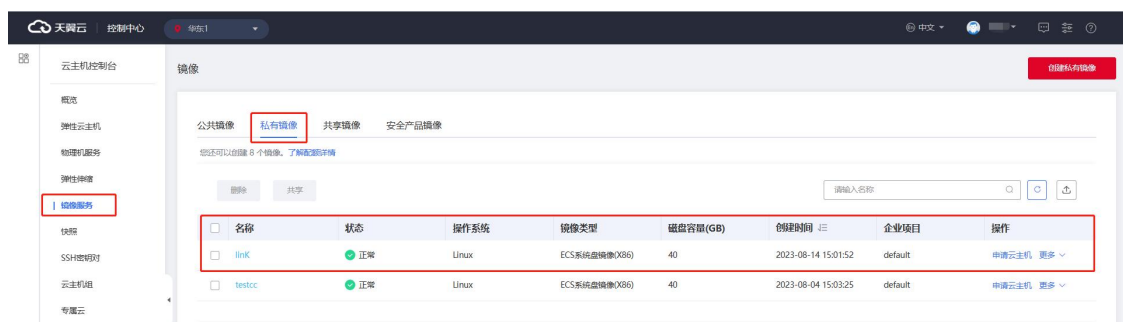 天翼云 控制中心 华东1 中文
云主机控制台
概览
弹性云主机
物理机服务
弹性伸缩
镜像服务
快照
SSH密钥对
云主机组
专属云
镜像 创建私有镜像
公共镜像 私有镜像 共享镜像 安全产品镜像
您还可以创建 8 个镜像。了解配额详情
删除 共享 请输入名称
名称 状态 操作系统 镜像类型 磁盘容量(GB) 创建时间 企业项目 操作
linK 正常 Linux ECS系统盘镜像(X86) 40 2023-08-14 15:01:52 default 申请云主机 更多
testcc 正常 Linux ECS系统盘镜像(X86) 40 2023-08-04 15:03:25 default 申请云主机 更多